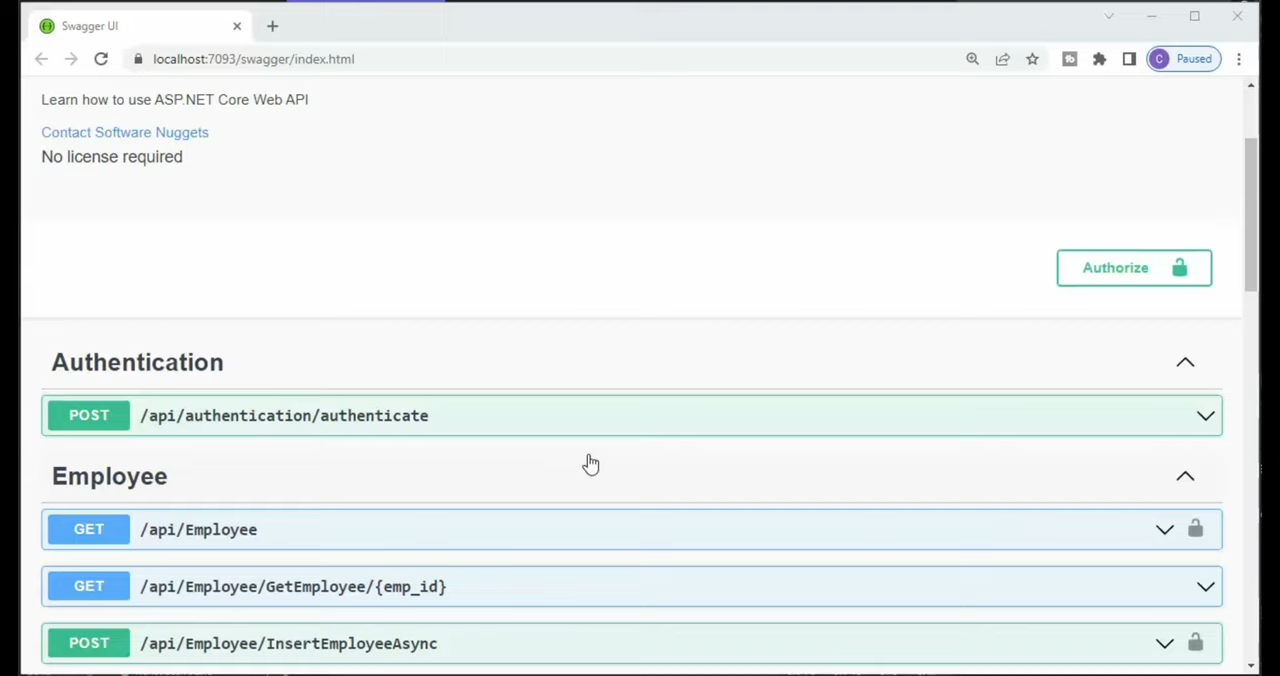 Swagger UI
localhost:7093/swagger/index.html
C Paused
Learn how to use ASP.NET Core Web API
Contact Software Nuggets
No license required
Authorize
Authentication
POST /api/authentication/authenticate
Employee
GET /api/Employee
GET /api/Employee/GetEmployee/{emp_id}
POST /api/Employee/InsertEmployeeAsync